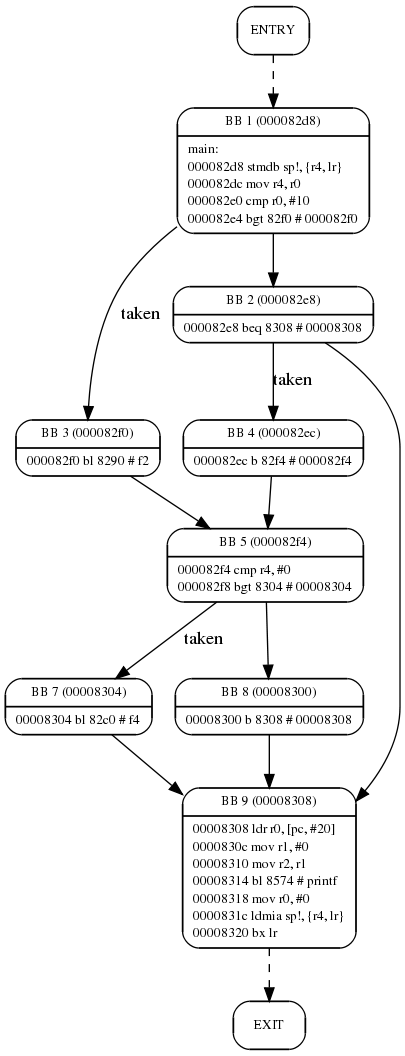 ENTRY
BB 1 (000082d8)
main:
000082d8 stmdb sp!, {r4, lr}
000082dc mov r4, r0
000082e0 cmp r0, #10
000082e4 bgt 82f0 # 000082f0
taken
BB 2 (000082e8)
000082e8 beq 8308 # 00008308
taken
BB 3 (000082f0)
000082f0 bl 8290 # f2
BB 4 (000082ec)
000082ec b 82f4 # 000082f4
BB 5 (000082f4)
000082f4 cmp r4, #0
000082f8 bgt 8304 # 00008304
taken
BB 7 (00008304)
00008304 bl 82c0 # f4
BB 8 (00008300)
00008300 b 8308 # 00008308
BB 9 (00008308)
00008308 ldr r0, [pc, #20]
0000830c mov r1, #0
00008310 mov r2, r1
00008314 bl 8574 # printf
00008318 mov r0, #0
0000831c ldmia sp!, {r4, lr}
00008320 bx lr
EXIT